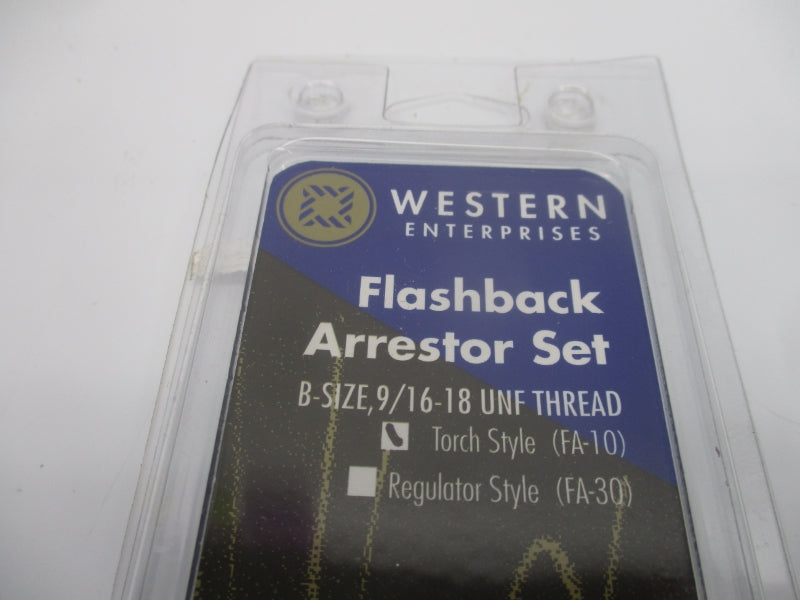 WESTERN
ENTERPRISES
Flashback
Arrestor Set
B-SIZE, 9/16-18 UNF THREAD
Torch Style (FA-10)
Regulator Style (FA-30)